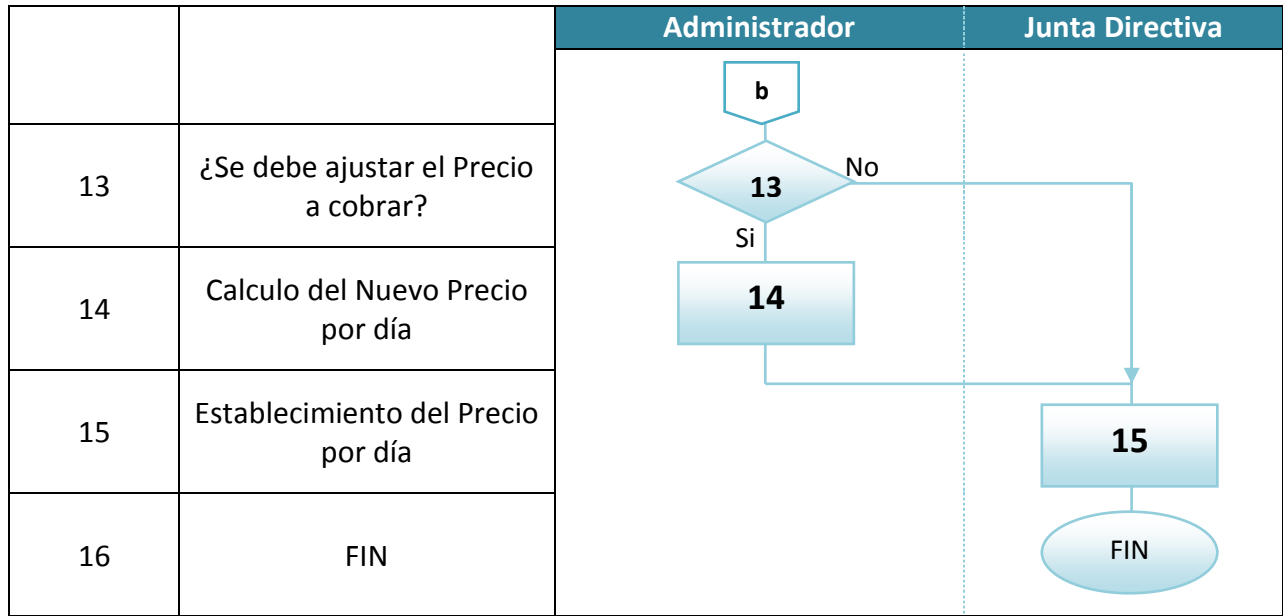 Administrador
Junta Directiva
b
13
¿Se debe ajustar el Precio
a cobrar?
13
No
Si
14
Calculo del Nuevo Precio
por día
14
15
Establecimiento del Precio
por día
15
16
FIN
FIN